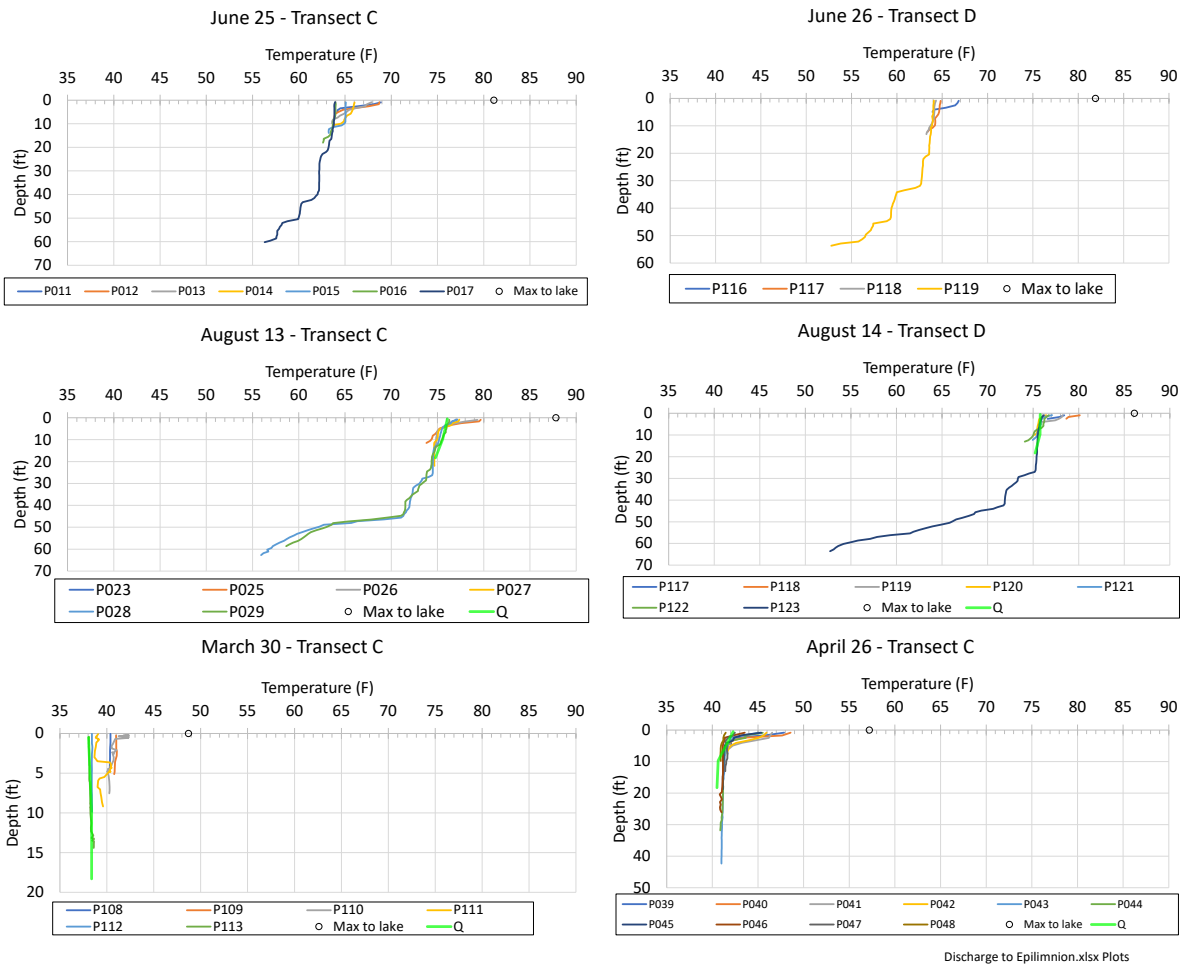 June 25 - Transect C
Temperature (F)
35 40 45 50 55 60 65 70 75 80 85 90
0
10
20
30
40
50
60
70
Depth (ft)
P011 P012 P013 P014 P015 P016 P017 Max to lake
June 26 - Transect D
Temperature (F)
35 40 45 50 55 60 65 70 75 80 85 90
0
10
20
30
40
50
60
Depth (ft)
P116 P117 P118 P119 Max to lake
August 13 - Transect C
Temperature (F)
35 40 45 50 55 60 65 70 75 80 85 90
0
10
20
30
40
50
60
70
Depth (ft)
P023 P025 P026 P027
P028 P029 Max to lake Q
August 14 - Transect D
Temperature (F)
35 40 45 50 55 60 65 70 75 80 85 90
0
10
20
30
40
50
60
70
Depth (ft)
P117 P118 P119 P120 P121
P122 P123 Max to lake Q
March 30 - Transect C
Temperature (F)
35 40 45 50 55 60 65 70 75 80 85 90
0
5
10
15
20
Depth (ft)
P108 P109 P110 P111
P112 P113 Max to lake Q
April 26 - Transect C
Temperature (F)
35 40 45 50 55 60 65 70 75 80 85 90
0
10
20
30
40
50
Depth (ft)
P039 P040 P041 P042 P043 P044
P045 P046 P047 P048 Max to lake Q
Discharge to Epilimnion.xlsx Plots